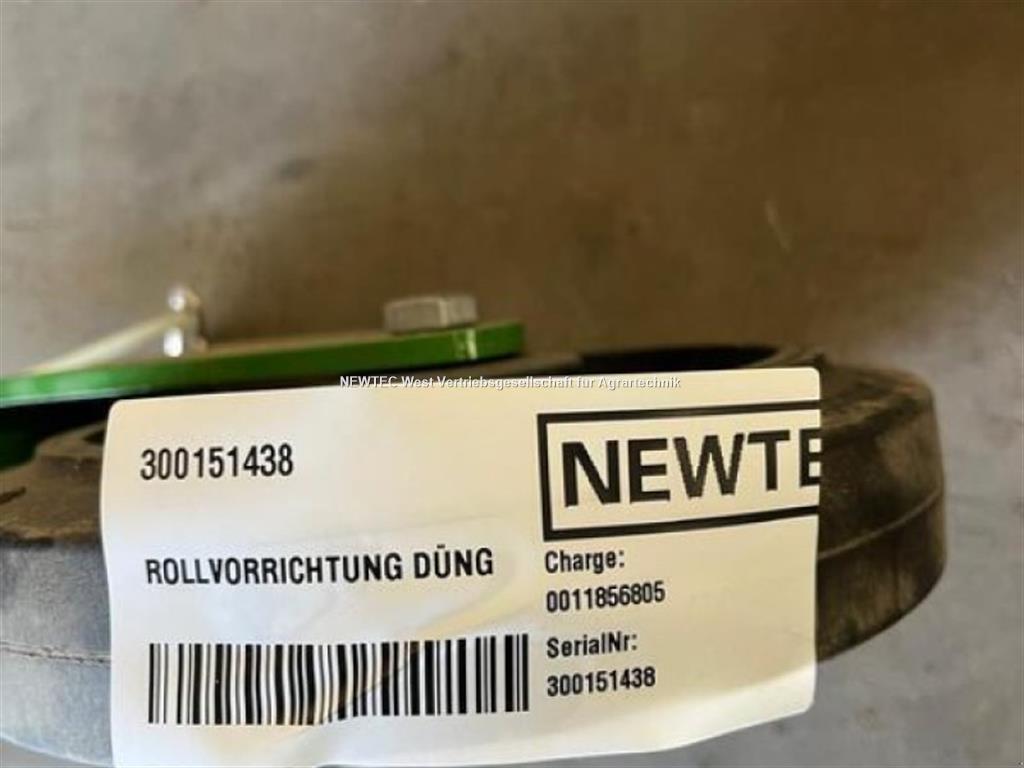 NEWTEC West Vertriebsgesellschaft für Agrartechnik
300151438
NEWTE
ROLLVORRICHTUNG DÜNG
Charge:
0011856805
SerialNr:
300151438